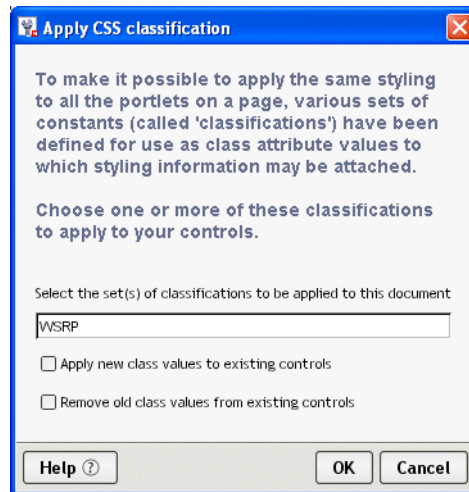 Apply CSS classification
To make it possible to apply the same styling
to all the portlets on a page, various sets of
constants (called 'classifications') have been
defined for use as class attribute values to
which styling information may be attached.
Choose one or more of these classifications
to apply to your controls.
Select the set(s) of classifications to be applied to this document
WSRP
Apply new class values to existing controls
Remove old class values from existing controls
Help ?
OK
Cancel